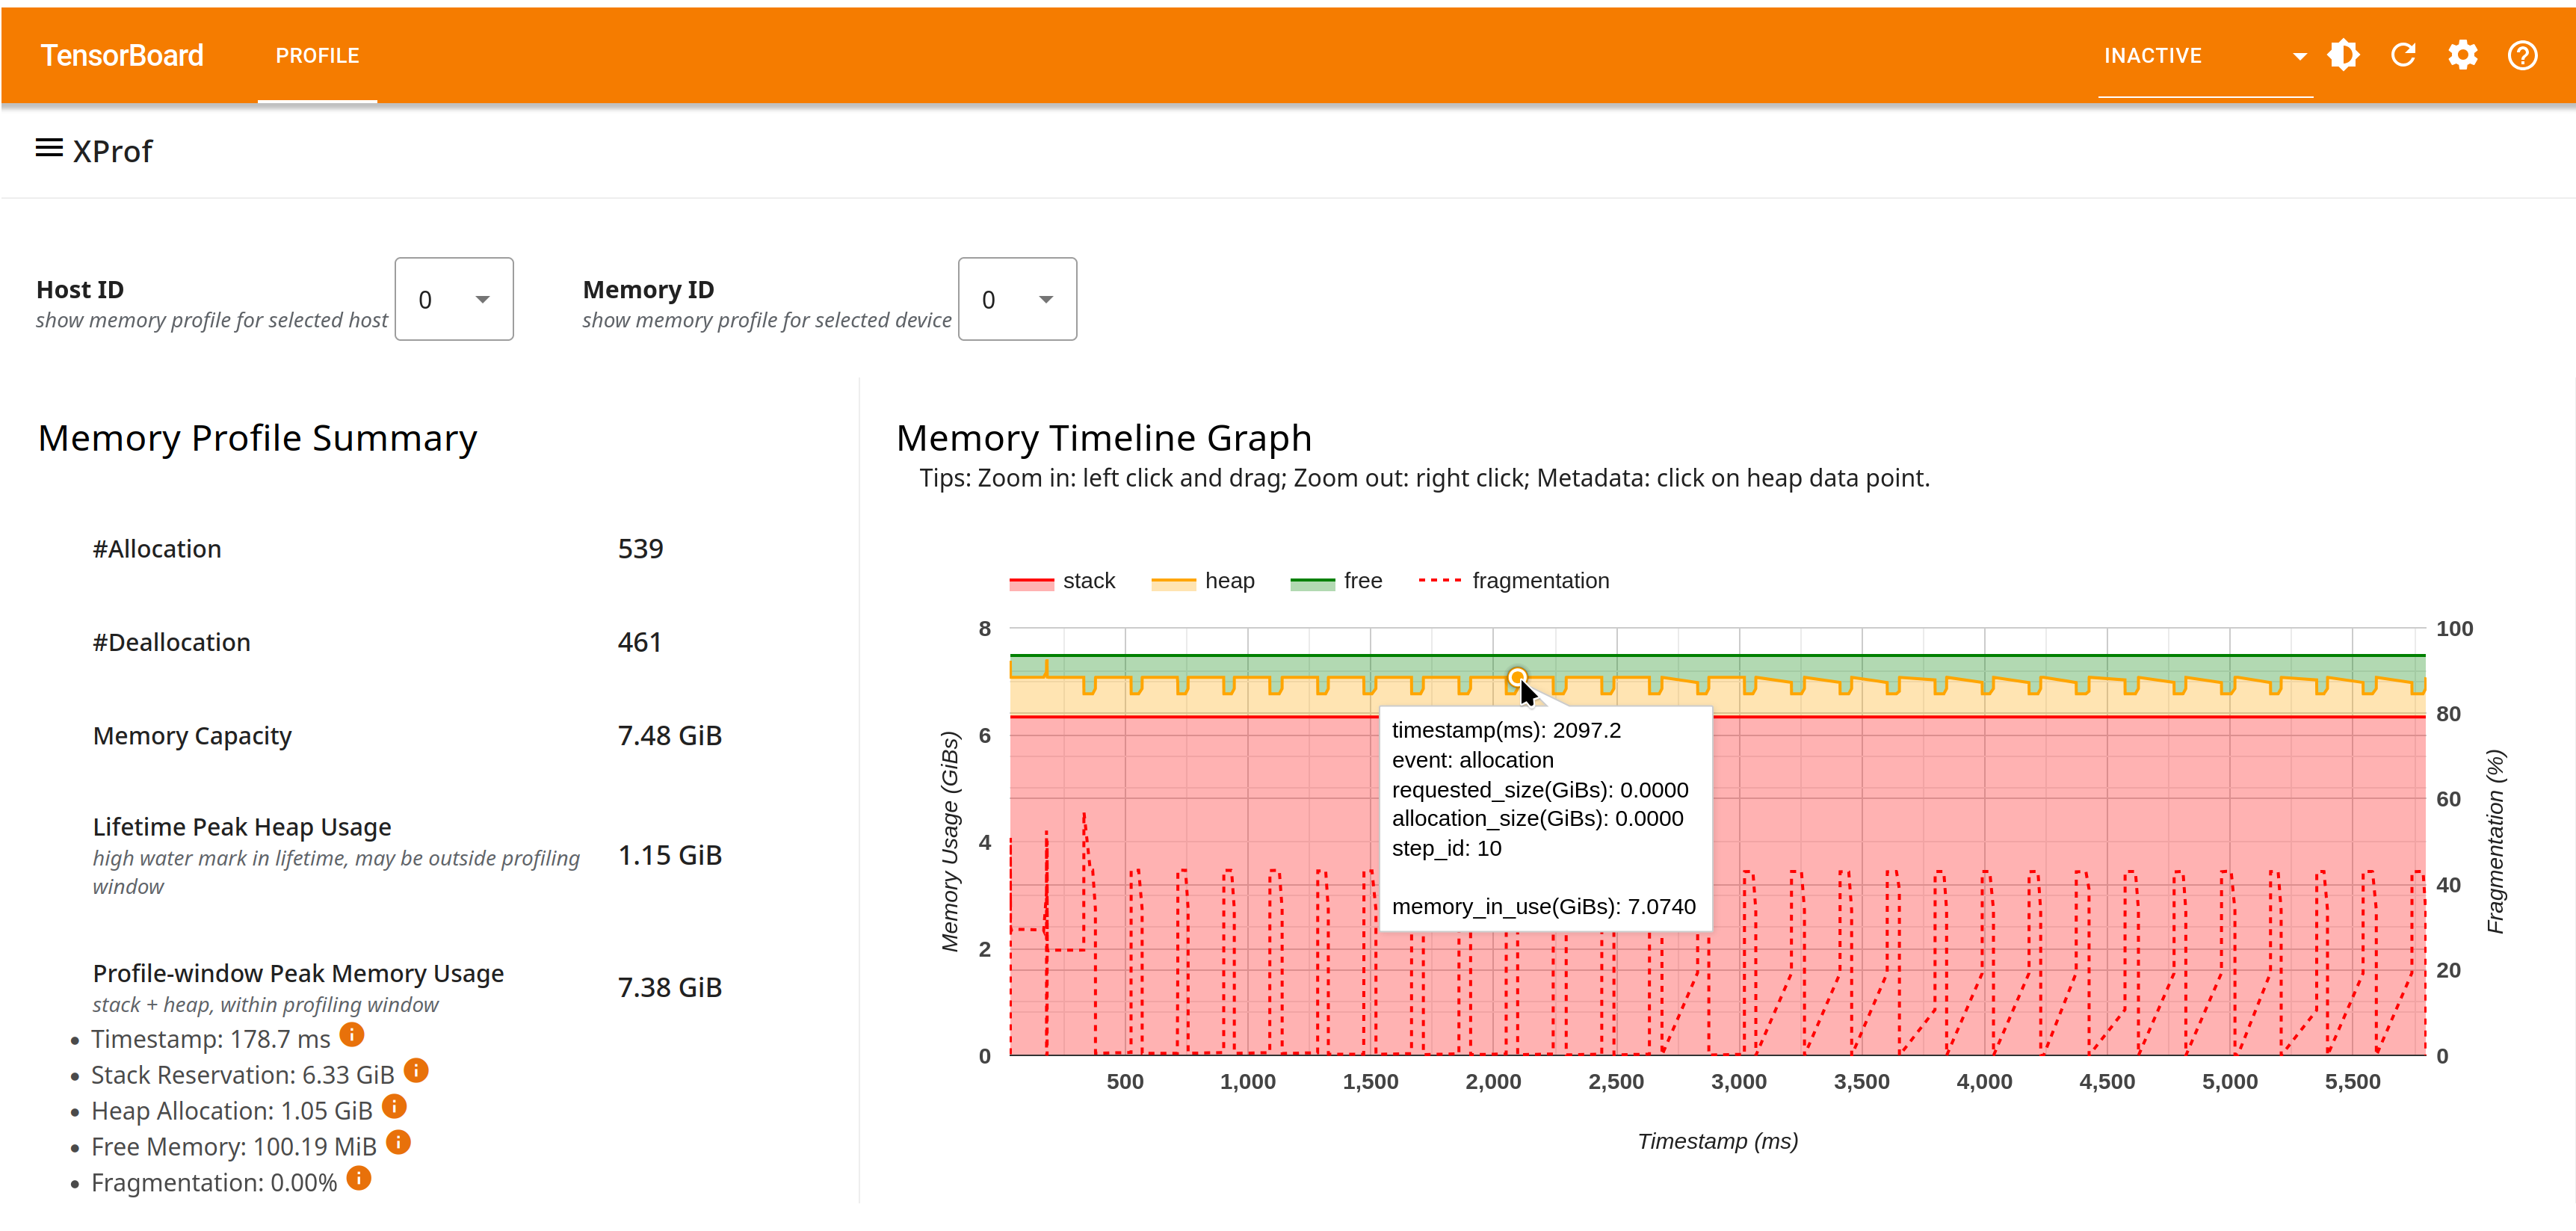 TensorBoard PROFILE INACTIVE
XProf
Host ID
show memory profile for selected host
0
Memory ID
show memory profile for selected device
0
Memory Profile Summary
#Allocation 539
#Deallocation 461
Memory Capacity 7.48 GiB
Lifetime Peak Heap Usage
high water mark in lifetime, may be outside profiling
window
1.15 GiB
Profile-window Peak Memory Usage
stack + heap, within profiling window
7.38 GiB
• Timestamp: 178.7 ms
• Stack Reservation: 6.33 GiB
• Heap Allocation: 1.05 GiB
• Free Memory: 100.19 MiB
• Fragmentation: 0.00%
Memory Timeline Graph
Tips: Zoom in: left click and drag; Zoom out: right click; Metadata: click on heap data point.
stack heap free fragmentation
Memory Usage (GiBs)
8
6
4
2
0
timestamp(ms): 2097.2
event: allocation
requested_size(GiBs): 0.0000
allocation_size(GiBs): 0.0000
step_id: 10
memory_in_use(GiBs): 7.0740
100
80
60
40
20
0
Fragmentation (%)
500 1,000 1,500 2,000 2,500 3,000 3,500 4,000 4,500 5,000 5,500
Timestamp (ms)